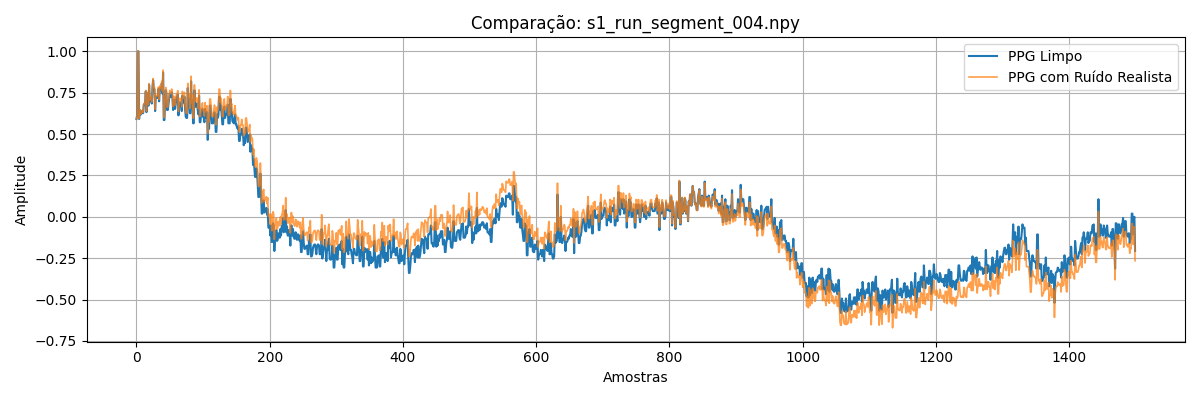 Comparação: s1_run_segment_004.npy
PPG Limpo
PPG com Ruído Realista
Amplitude
1.00
0.75
0.50
0.25
0.00
−0.25
−0.50
−0.75
0 200 400 600 800 1000 1200 1400
Amostras